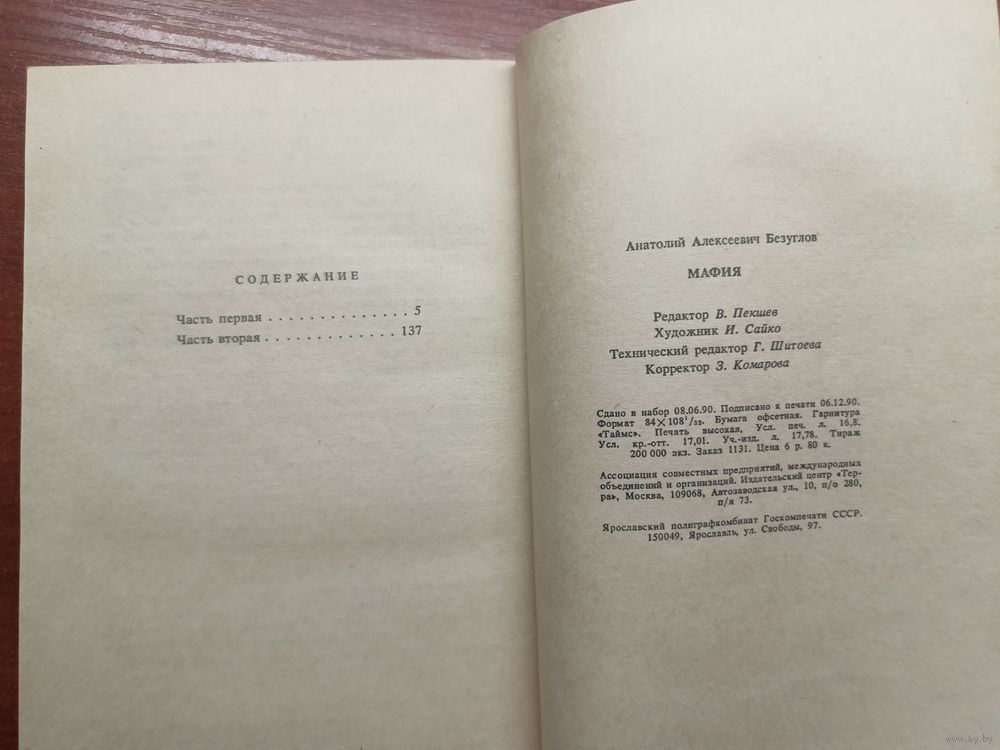 СОДЕРЖАНИЕ
Часть первая . . . . . . . . . . . . . . 5
Часть вторая . . . . . . . . . . . . . 137
Анатолий Алексеевич Безуглов
МАФИЯ
Редактор В. Пекшев
Художник И. Сайко
Технический редактор Г. Шитоева
Корректор З. Комарова
Сдано в набор 08.06.90. Подписано к печати 06.12.90.
Формат 84×108¹/₃₂. Бумага офсетная. Гарнитура
«Таймс». Печать высокая, Усл. печ. л. 16,8.
Усл. кр.-отт. 17,01. Уч.-изд. л. 17,78. Тираж
200 000 экз. Заказ 1131. Цена 6 р. 80 к.
Ассоциация совместных предприятий, международных
объединений и организаций. Издательский центр «Тер-
ра», Москва, 109068, Автозаводская ул., 10, п/о 280,
п/я 73.
Ярославский полиграфкомбинат Госкомпечати СССР.
150049, Ярославль, ул. Свободы, 97.
www.ay.by